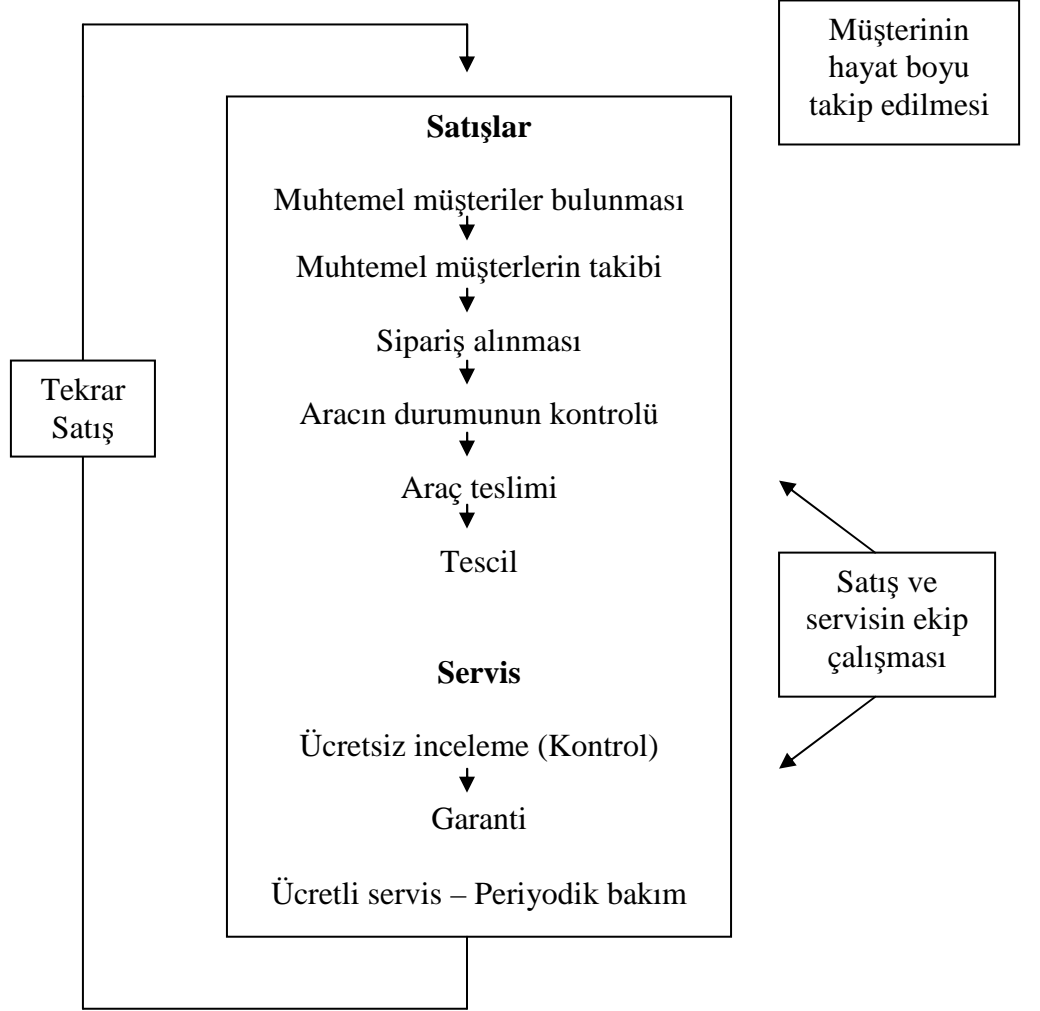 Müşterinin
hayat boyu
takip edilmesi
Satışlar
Muhtemel müşteriler bulunması
Muhtemel müşterlerin takibi
Sipariş alınması
Aracın durumunun kontrolü
Araç teslimi
Tescil
Tekrar
Satış
Satış ve
servisin ekip
çalışması
Servis
Ücretsiz inceleme (Kontrol)
Garanti
Ücretli servis – Periyodik bakım